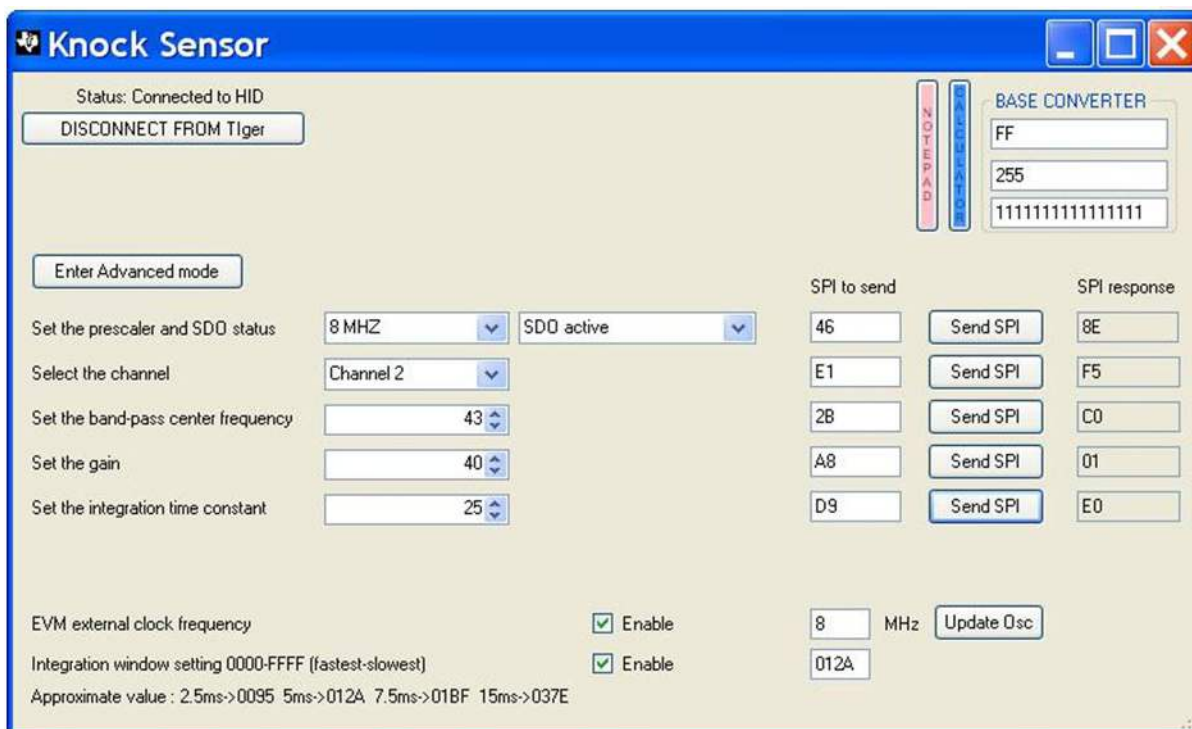 Knock Sensor
Status: Connected to HID
DISCONNECT FROM TIger
NOTEPAD
CALCULATOR
BASE CONVERTER
FF
255
1111111111111111
Enter Advanced mode
SPI to send
SPI response
Set the prescaler and SDO status 8 MHZ SDO active 46 Send SPI 8E
Select the channel Channel 2 E1 Send SPI F5
Set the band-pass center frequency 43 2B Send SPI C0
Set the gain 40 A8 Send SPI 01
Set the integration time constant 25 D9 Send SPI E0
EVM external clock frequency Enable 8 MHz Update Osc
Integration window setting 0000-FFFF (fastest-slowest) Enable 012A
Approximate value : 2.5ms->0095 5ms->012A 7.5ms->01BF 15ms->037E